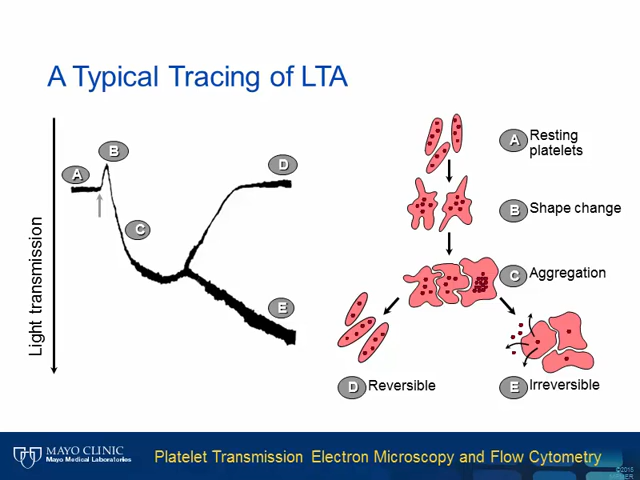 A Typical Tracing of LTA
Light transmission
A
B
C
D
E
A Resting
platelets
B Shape change
C Aggregation
D Reversible
E Irreversible
MAYO CLINIC
Mayo Medical Laboratories
Platelet Transmission Electron Microscopy and Flow Cytometry